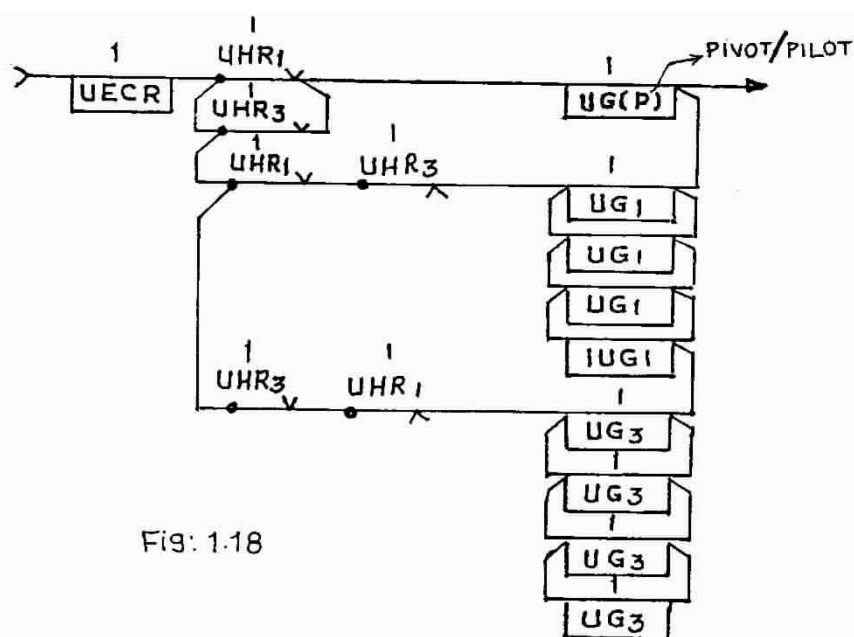 1
UHR1
PIVOT/PILOT
1
UECR
1
UHR3
1
UG(P)
1
UHR1
1
UHR3
1
UG1
UG1
UG1
1UG1
1
UHR3
1
UHR1
1
UG3
1
UG3
1
UG3
1
UG3
Fig: 1.18